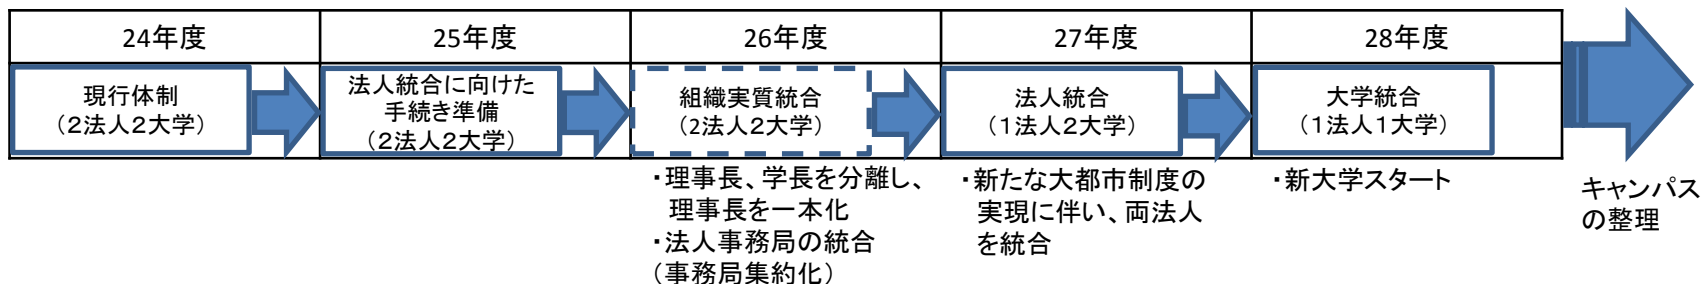 24年度
25年度
26年度
27年度
28年度
現行体制
（２法人２大学）
法人統合に向けた
手続き準備
（２法人２大学）
組織実質統合
（2法人２大学）
法人統合
（１法人２大学）
大学統合
（１法人１大学）
・理事長、学長を分離し、
理事長を一本化
・法人事務局の統合
（事務局集約化）
・新たな大都市制度の
実現に伴い、両法人
を統合
・新大学スタート
キャンパス
の整理